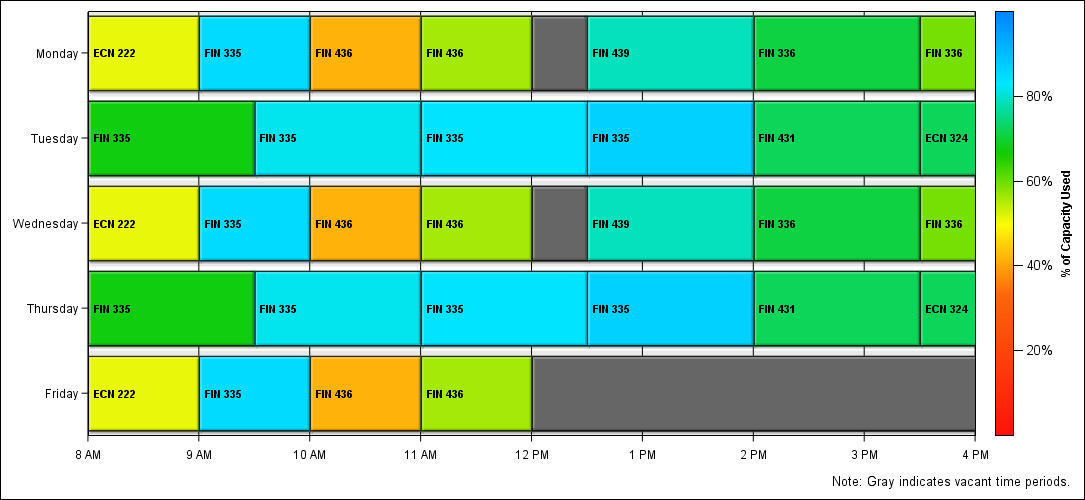 Monday
ECN 222 FIN 335 FIN 436 FIN 436 FIN 439 FIN 336 FIN 336
Tuesday
FIN 335 FIN 335 FIN 335 FIN 335 FIN 431 ECN 324
Wednesday
ECN 222 FIN 335 FIN 436 FIN 436 FIN 439 FIN 336 FIN 336
Thursday
FIN 335 FIN 335 FIN 335 FIN 335 FIN 431 ECN 324
Friday
ECN 222 FIN 335 FIN 436 FIN 436
8 AM 9 AM 10 AM 11 AM 12 PM 1 PM 2 PM 3 PM 4 PM
80%
60%
40%
20%
% of Capacity Used
Note: Gray indicates vacant time periods.